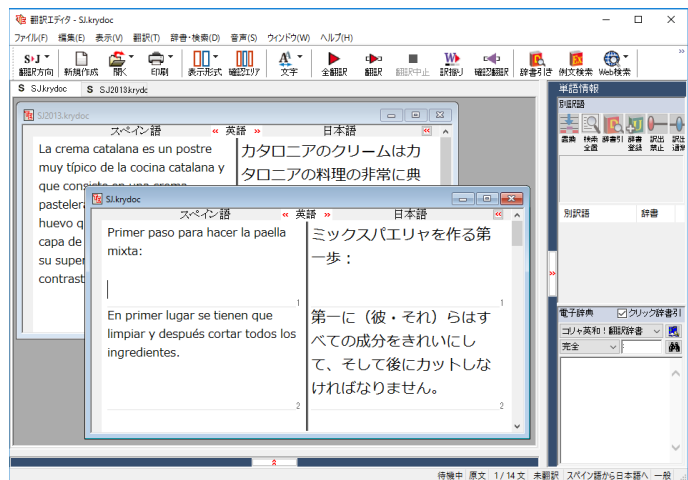 翻訳エディタ - SJ.krydoc
ファイル(F) 編集(E) 表示(V) 翻訳(T) 辞書・検索(D) 音声(S) ウィンドウ(W) ヘルプ(H)
翻訳方向 新規作成 開く 印刷 表示形式 確認エリア 文字 全翻訳 翻訳 翻訳中止 訳振り 確認翻訳 辞書引き 例文検索 Web検索
S SJ.krydoc S SJ2013.krydc
単語情報
別訳語
SJ2013.krydoc
スペイン語 « 英語 » 日本語 «
置換 検索 辞書引 辞書 訳出
全置 登録 禁止
La crema catalana es un postre
muy típico de la cocina catalana y
que consiste en una crema
pastelera
huevo q
capa de
su super
contrast
カタロニアのクリームはカ
タロニアの料理の非常に典
SJ.krydoc
スペイン語 « 英語 » 日本語 «
Primer paso para hacer la paella
mixta:
1
ミックスパエリャを作る第
一歩：
1
En primer lugar se tienen que
limpiar y después cortar todos los
ingredientes.
2
第一に（彼・それ）らはす
べての成分をきれいにし
て、そして後にカットしな
ければなりません。
2
別訳語 辞書
»
電子辞典 クリック辞書引
コリャ英和！翻訳辞書
完全
待機中 原文 1/14文 未翻訳 スペイン語から日本語へ 一般